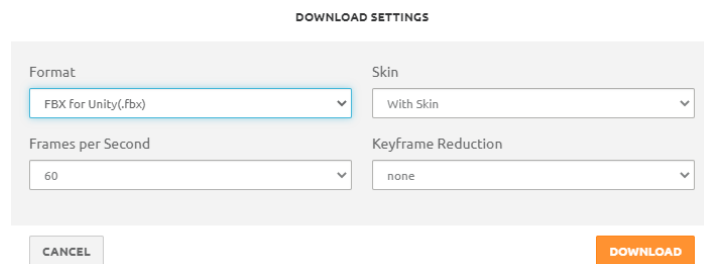 DOWNLOAD SETTINGS
Format
Skin
FBX for Unity(.fbx)
With Skin
Frames per Second
Keyframe Reduction
60
none
CANCEL
DOWNLOAD